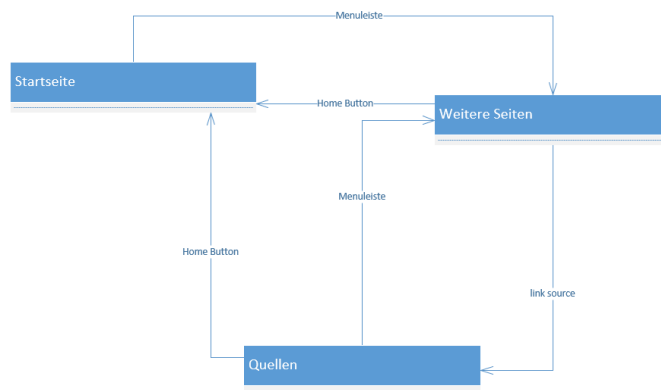 Menuleiste
Startseite
Home Button
Weitere Seiten
Menuleiste
Home Button
link source
Quellen